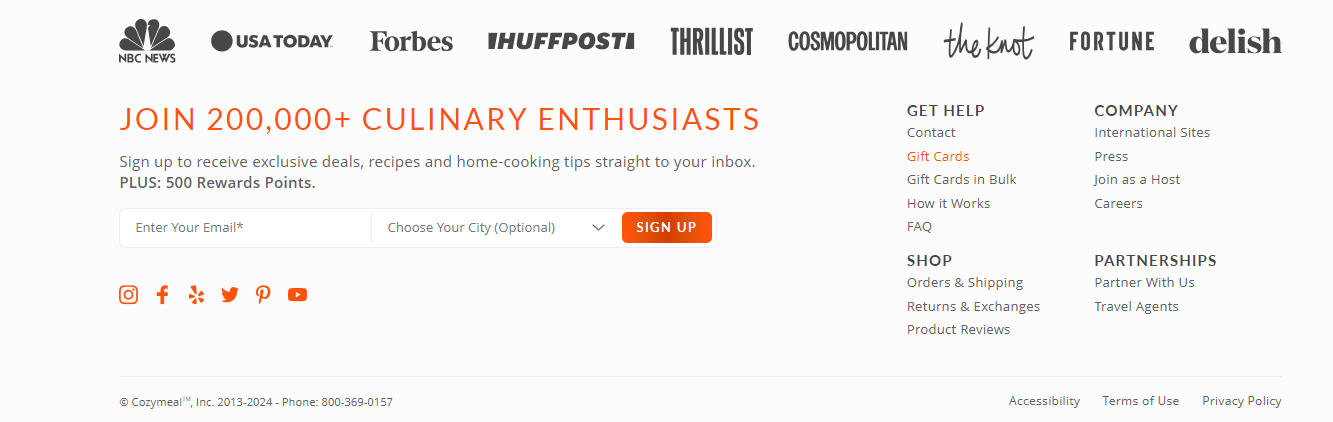 NBC NEWS
USA TODAY
Forbes
HUFFPOST
THRILLIST
COSMOPOLITAN
the knot
FORTUNE
delish
JOIN 200,000+ CULINARY ENTHUSIASTS
Sign up to receive exclusive deals, recipes and home-cooking tips straight to your inbox.
PLUS: 500 Rewards Points.
Enter Your Email*
Choose Your City (Optional)
SIGN UP
GET HELP
Contact
Gift Cards
Gift Cards in Bulk
How it Works
FAQ
COMPANY
International Sites
Press
Join as a Host
Careers
SHOP
Orders & Shipping
Returns & Exchanges
Product Reviews
PARTNERSHIPS
Partner With Us
Travel Agents
© Cozymeal™, Inc. 2013-2024 - Phone: 800-369-0157
Accessibility
Terms of Use
Privacy Policy